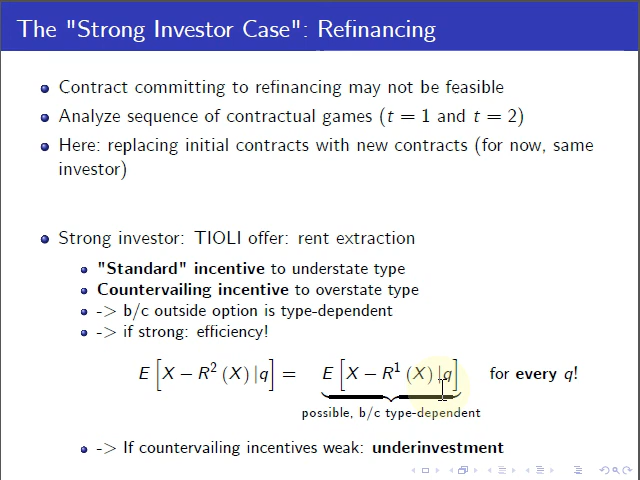 The "Strong Investor Case": Refinancing
Contract committing to refinancing may not be feasible
Analyze sequence of contractual games (t = 1 and t = 2)
Here: replacing initial contracts with new contracts (for now, same
investor)
Strong investor: TIOLI offer: rent extraction
"Standard" incentive to understate type
Countervailing incentive to overstate type
-> b/c outside option is type-dependent
-> if strong: efficiency!
E [X − R² (X) |q] = E [X − R¹ (X) |q] for every q!
possible, b/c type-dependent
-> If countervailing incentives weak: underinvestment